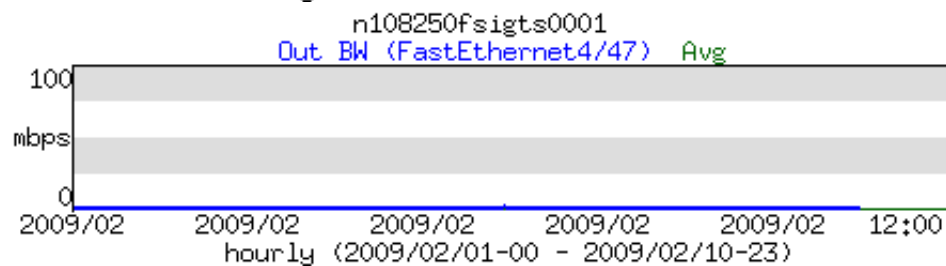 n108250fsigts0001
Out BW (FastEthernet4/47) Avg
100
mbps
0
2009/02 2009/02 2009/02 2009/02 2009/02 12:00
hourly (2009/02/01-00 - 2009/02/10-23)